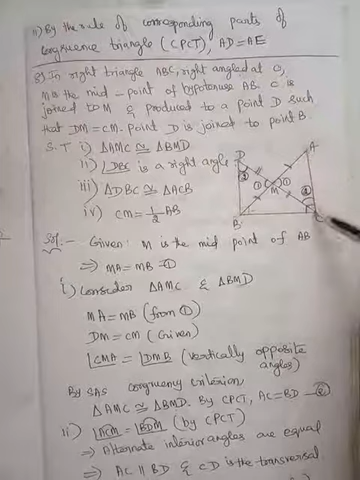 ii) By the rule of corresponding parts of
congruence triangle (CPCT), AD=AE
8) In right triangle ABC, right angled at C,
M is the mid-point of hypotenuse AB. C is
joined to M & produced to a point D such
that DM=CM. Point D is joined to point B.
S.T i) ΔAMC ≅ ΔBMD
ii) ∠DBC is a right angle
iii) ΔDBC ≅ ΔACB
iv) CM=½AB
D A
② ① ① ②
M
B
Sol:- Given: M is the mid point of AB
⇒ MA=MB-①
i) Consider ΔAMC & ΔBMD
MA=MB (from ①)
DM=CM (Given)
∠CMA=∠DMB (vertically opposite
angles)
By SAS congruency criterion
ΔAMC ≅ ΔBMD. By CPCT, AC=BD-②
ii) ∠ACM=∠BDM (by CPCT)
⇒ Alternate interior angles are equal
⇒ AC || BD & CD is the transversal.